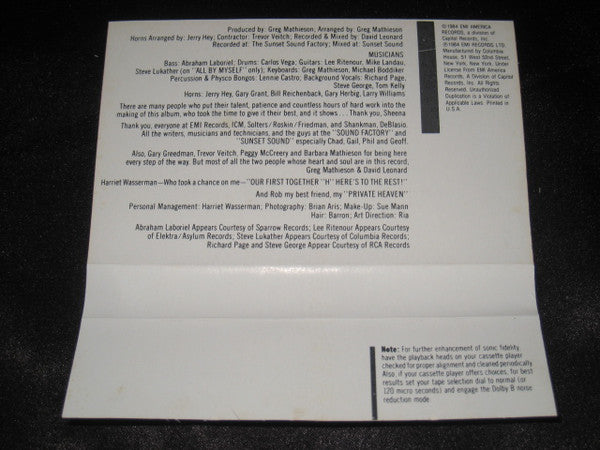 Produced by: Greg Mathieson; Arranged by: Greg Mathieson
Horns Arranged by: Jerry Hey; Contractor: Trevor Veitch; Recorded & Mixed by: David Leonard
Recorded at: The Sunset Sound Factory; Mixed at: Sunset Sound
MUSICIANS
Bass: Abraham Laboriel; Drums: Carlos Vega; Guitars: Lee Ritenour, Mike Landau,
Steve Lukather (on "ALL BY MYSELF" only); Keyboards: Greg Mathieson, Michael Boddiker
Percussion & Physco Bongos: Lennie Castro; Background Vocals: Richard Page,
Steve George, Tom Kelly
Horns: Jerry Hey, Gary Grant, Bill Reichenback, Gary Herbig, Larry Williams
There are many people who put their talent, patience and countless hours of hard work into the
making of this album, who took the time to give it their best, and it shows . . . Thank you, Sheena
Thank you, everyone at EMI Records, ICM, Salters/Roskin/Friedman, and Shankman, DeBlasio.
All the writers, musicians and technicians, and the guys at the "SOUND FACTORY" and
"SUNSET SOUND" especially Chad, Gail, Phil and Geoff.
Also, Gary Greedman, Trevor Veitch, Peggy McCreery and Barbara Mathieson for being here
every step of the way. But most of all the two people whose heart and soul are in this record,
Greg Mathieson & David Leonard
Harriet Wasserman—Who took a chance on me—"OUR FIRST TOGETHER "H" HERE'S TO THE REST!"
And Rob my best friend, my "PRIVATE HEAVEN"
Personal Management: Harriet Wasserman; Photography: Brian Aris; Make-Up: Sue Mann
Hair: Barron; Art Direction: Ria
Abraham Laboriel Appears Courtesy of Sparrow Records; Lee Ritenour Appears Courtesy
of Elektra/Asylum Records; Steve Lukather Appears Courtesy of Columbia Records;
Richard Page and Steve George Appear Courtesy of RCA Records
©1984 EMI AMERICA
RECORDS, a division of
Capitol Records, Inc.
℗1984 EMI RECORDS LTD.
Manufactured by Columbia
House, 51 West 52nd Street,
New York, New York, Under
License From EMI America
Records, A Division of Capitol
Records, Inc. All Rights
Reserved. Unauthorized
Duplication is a Violation of
Applicable Laws. Printed in
U.S.A.
Note: For further enhancement of sonic fidelity,
have the playback heads on your cassette player
checked for proper alignment and cleaned periodically.
Also, if your cassette player offers choices, for best
results set your tape selection dial to normal (or
120 micro seconds) and engage the Dolby B noise
reduction mode.